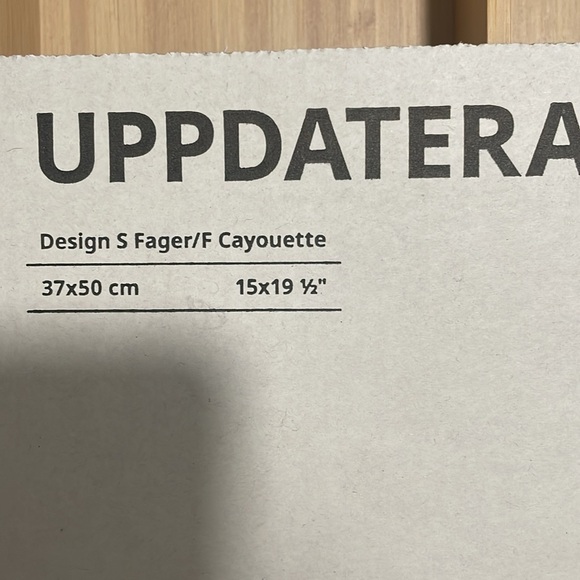 UPPDATERA
Design S Fager/F Cayouette
37x50 cm 15x19 ½"